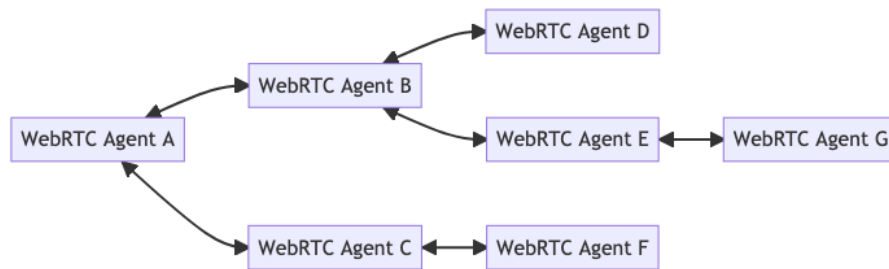 WebRTC Agent D
WebRTC Agent B
WebRTC Agent A
WebRTC Agent E
WebRTC Agent G
WebRTC Agent C
WebRTC Agent F